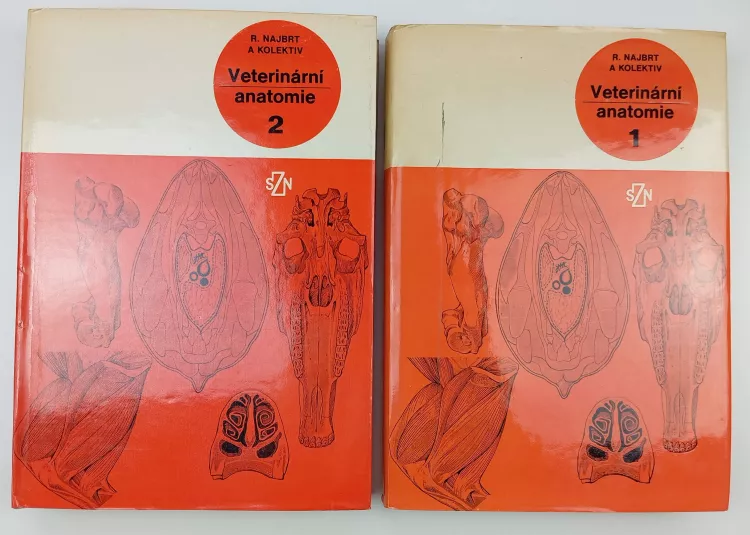 R. NAJBRT
A KOLEKTIV
Veterinární
anatomie
2
SZN
R. NAJBRT
A KOLEKTIV
Veterinární
anatomie
1
SZN